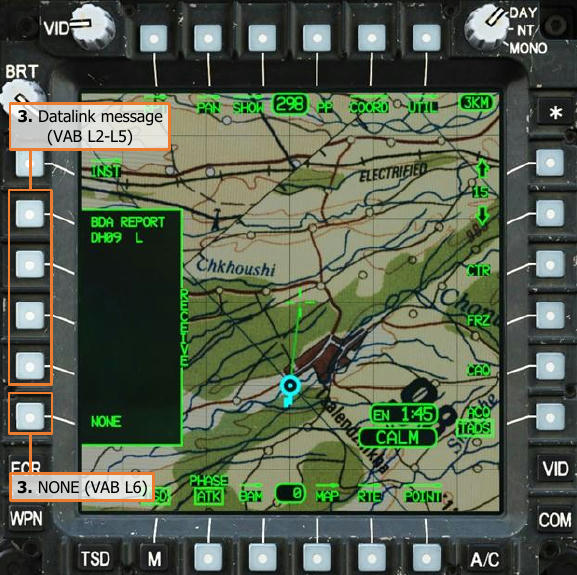 VID
DAY
NT
MONO
BRT
3. Datalink message
(VAB L2-L5)
PAN
SHOW
298
PP
COORD
UTIL
3KM
*
INST
ELECTRIFIED
15
BDA REPORT
DH09 L
Chkhoushi
CTR
RECEIVE
FRZ
CAQ
EN 1:45
CALM
ACQ
TADS
NONE
FCR
3. NONE (VAB L6)
VID
PHASE
ATK
BAM
0
MAP
RTE
POINT
WPN
COM
TSD
M
A/C